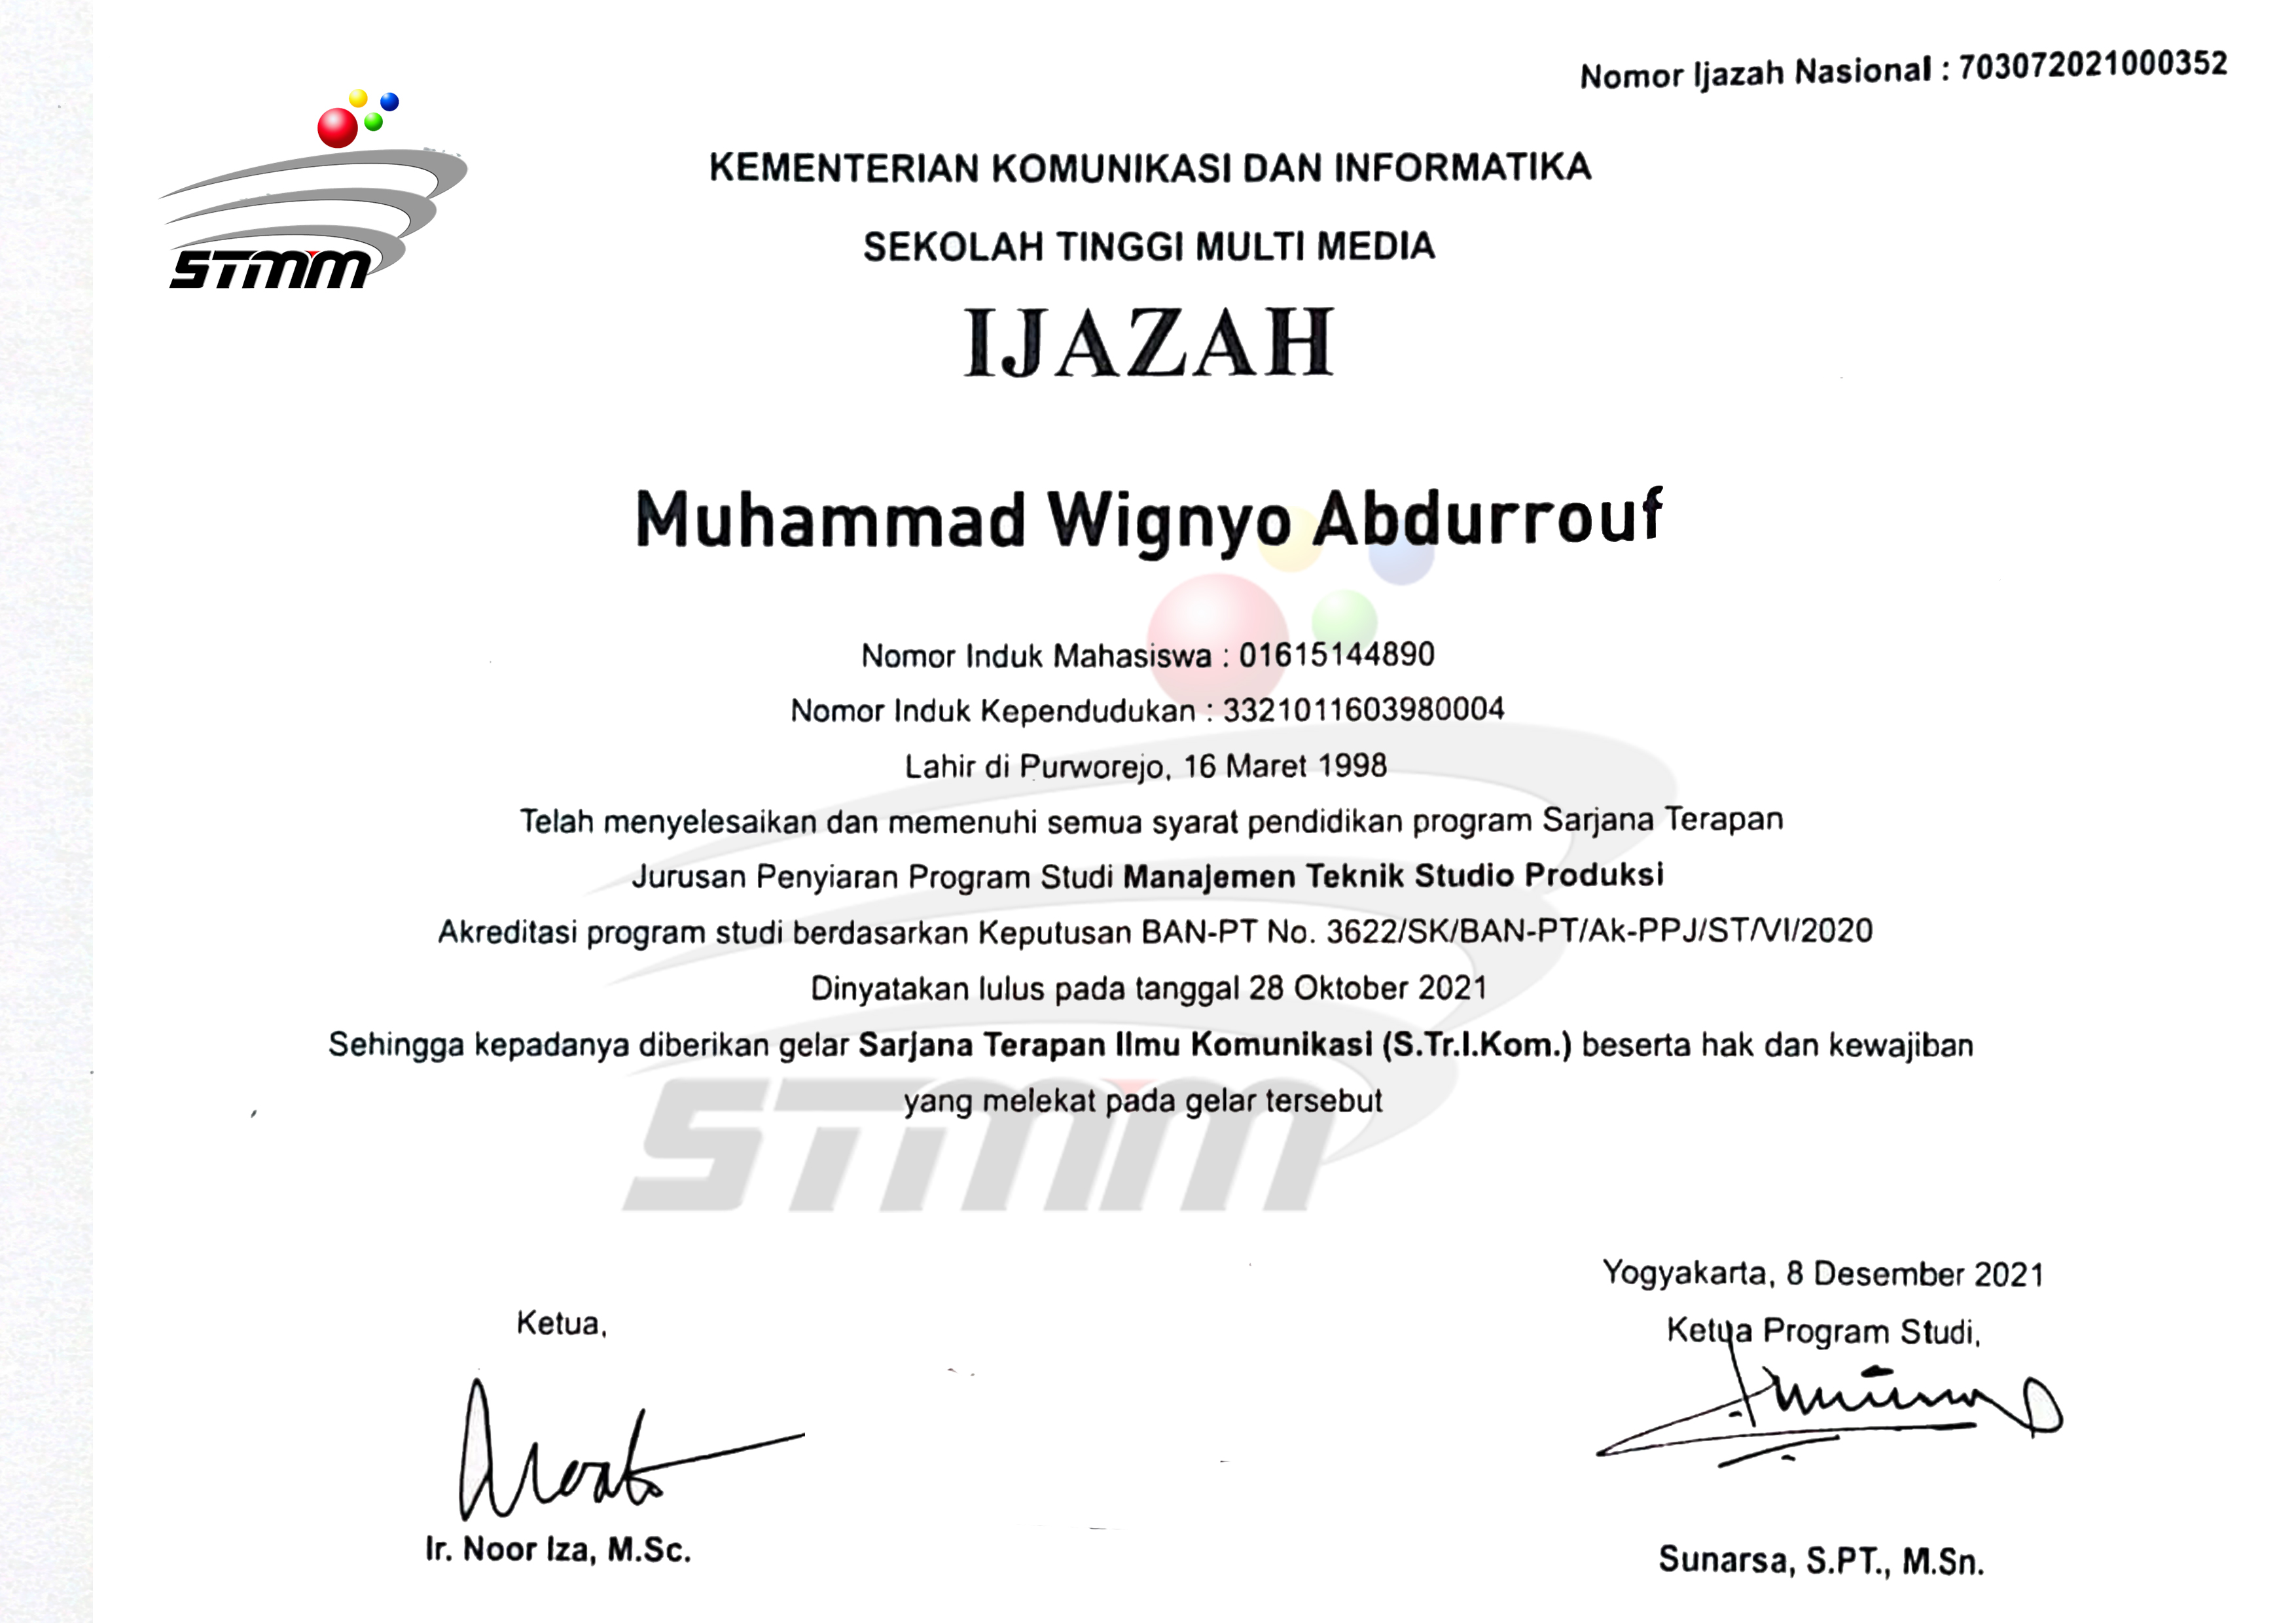 Nomor Ijazah Nasional : 703072021000352
STMM
KEMENTERIAN KOMUNIKASI DAN INFORMATIKA
SEKOLAH TINGGI MULTI MEDIA
IJAZAH
Muhammad Wignyo Abdurrouf
Nomor Induk Mahasiswa : 01615144890
Nomor Induk Kependudukan : 3321011603980004
Lahir di Purworejo, 16 Maret 1998
Telah menyelesaikan dan memenuhi semua syarat pendidikan program Sarjana Terapan
Jurusan Penyiaran Program Studi Manajemen Teknik Studio Produksi
Akreditasi program studi berdasarkan Keputusan BAN-PT No. 3622/SK/BAN-PT/Ak-PPJ/ST/VI/2020
Dinyatakan lulus pada tanggal 28 Oktober 2021
Sehingga kepadanya diberikan gelar Sarjana Terapan Ilmu Komunikasi (S.Tr.I.Kom.) beserta hak dan kewajiban
yang melekat pada gelar tersebut
STMM
Yogyakarta, 8 Desember 2021
Ketua,
Ketua Program Studi,
Ir. Noor Iza, M.Sc.
Sunarsa, S.PT., M.Sn.